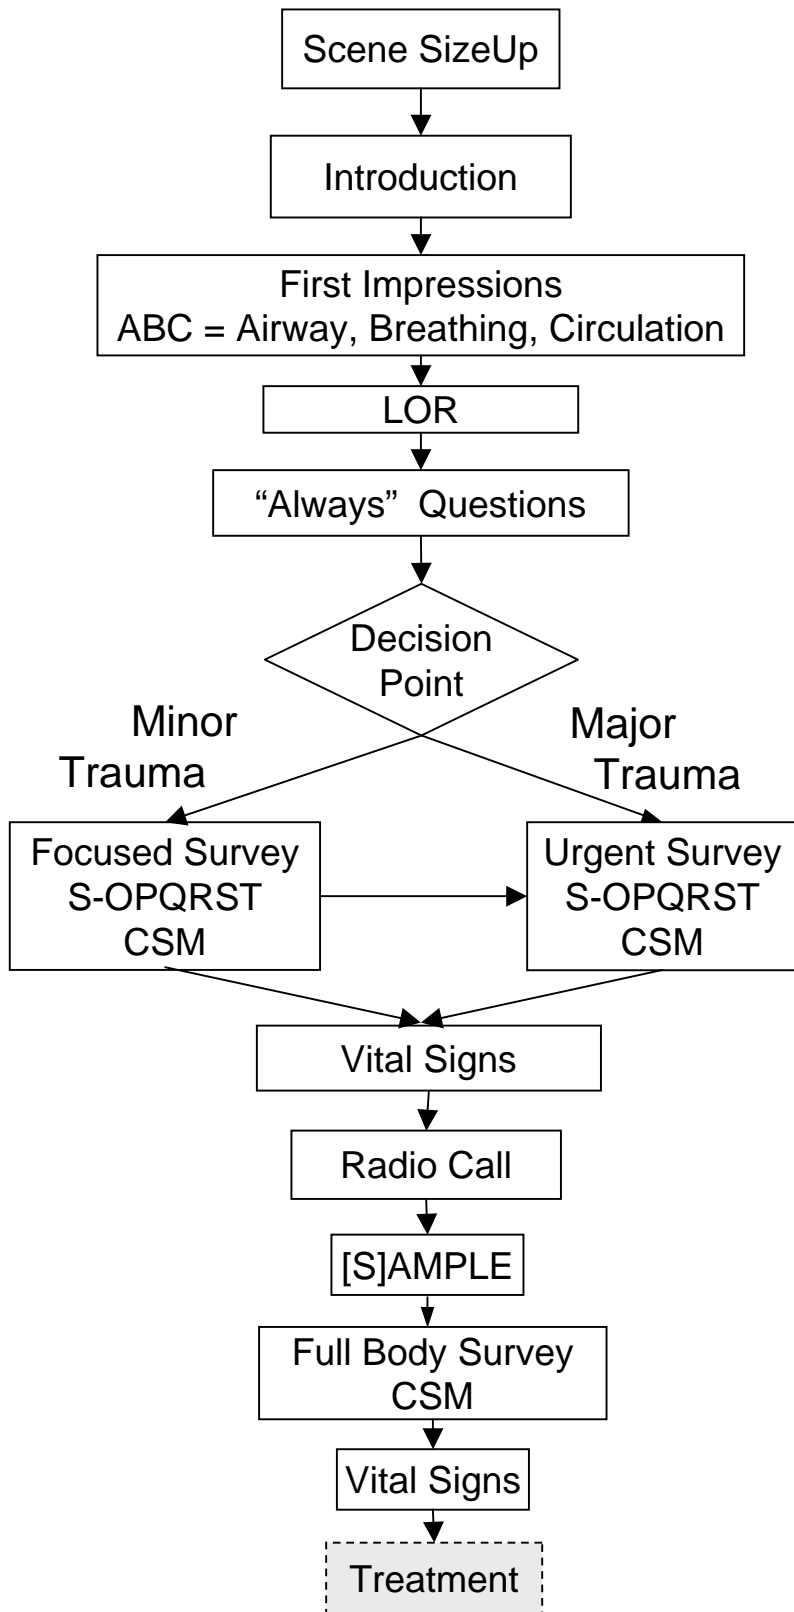 Scene SizeUp
Introduction
First Impressions
ABC = Airway, Breathing, Circulation
LOR
“Always” Questions
Decision
Point
Minor
Trauma
Major
Trauma
Focused Survey
S-OPQRST
CSM
Urgent Survey
S-OPQRST
CSM
Vital Signs
Radio Call
[S]AMPLE
Full Body Survey
CSM
Vital Signs
Treatment